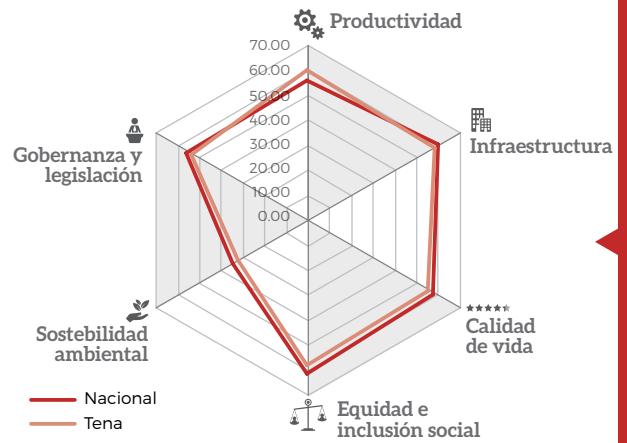 Productividad
70.00
60.00
50.00
40.00
30.00
20.00
10.00
0.00
Infraestructura
Gobernanza y
legislación
Calidad
de vida
Sostebilidad
ambiental
Equidad e
inclusión social
Nacional
Tena